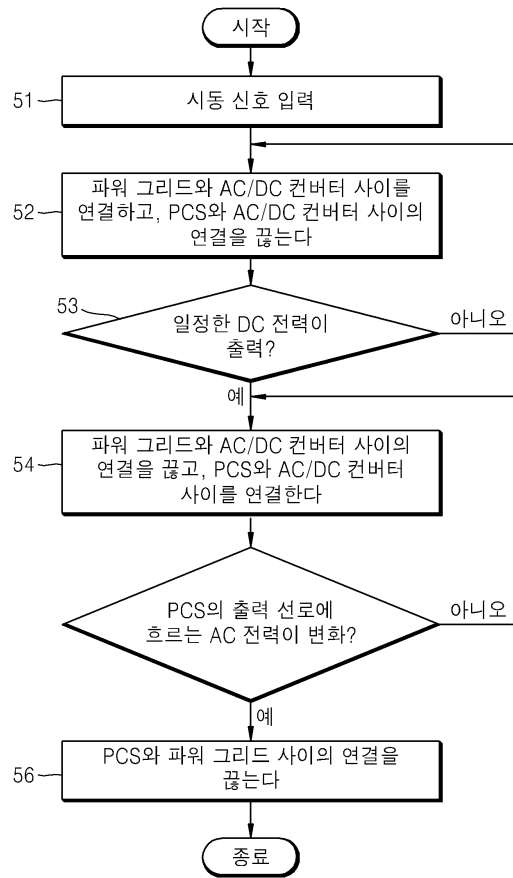 시작
51
시동 신호 입력
52
파워 그리드와 AC/DC 컨버터 사이를
연결하고, PCS와 AC/DC 컨버터 사이의
연결을 끊는다
53
일정한 DC 전력이
출력?
아니오
예
54
파워 그리드와 AC/DC 컨버터 사이의
연결을 끊고, PCS와 AC/DC 컨버터
사이를 연결한다
PCS의 출력 선로에
흐르는 AC 전력이 변화?
아니오
예
56
PCS와 파워 그리드 사이의 연결을
끊는다
종료